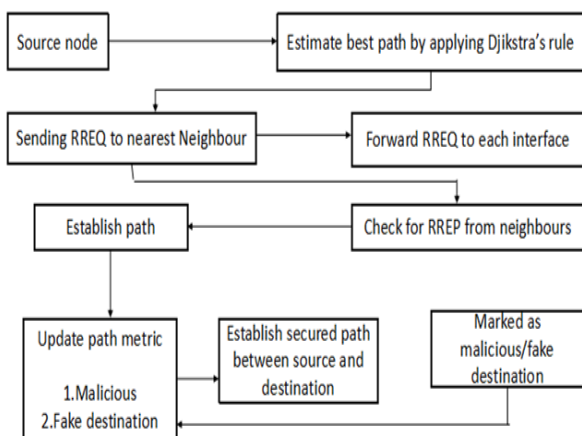 Source node
Estimate best path by applying Djikstra's rule
Sending RREQ to nearest Neighbour
Forward RREQ to each interface
Establish path
Check for RREP from neighbours
Update path metric
1.Malicious
2.Fake destination
Establish secured path
between source and
destination
Marked as
malicious/fake
destination